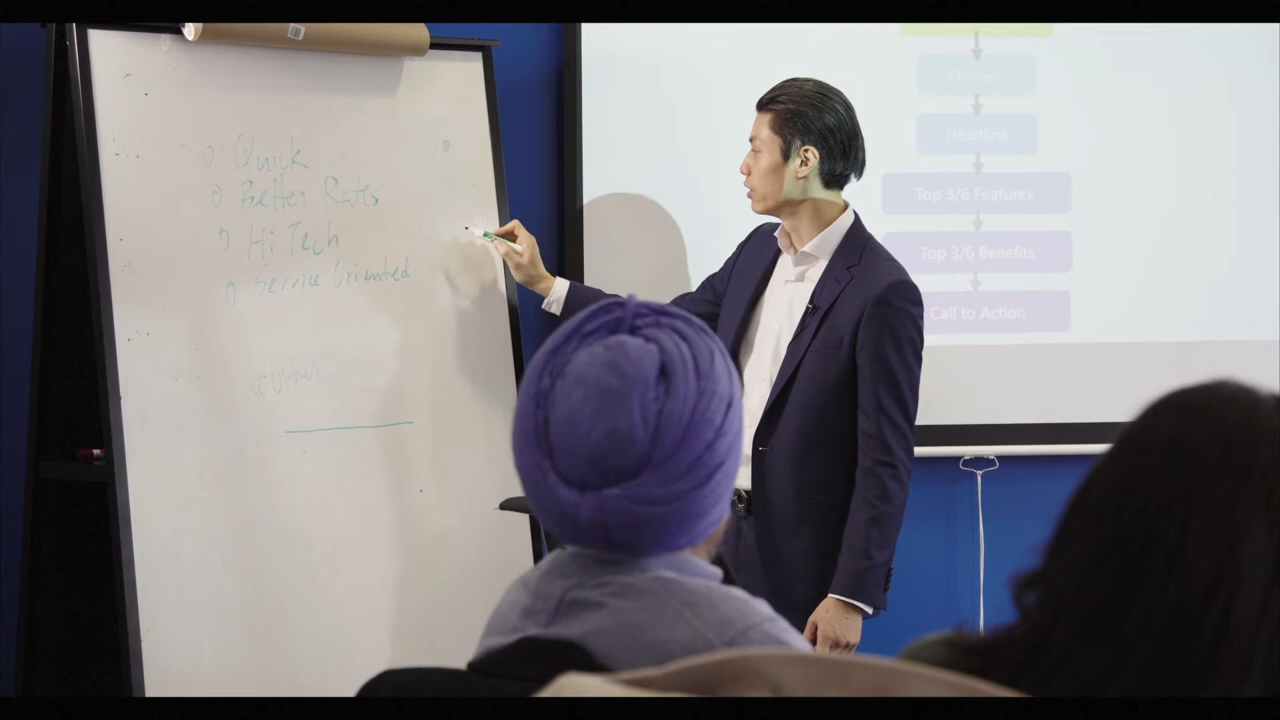 Quick
Better Rates
Hi Tech
Service Oriented
Other
Headline
Top 3/6 Features
Top 3/6 Benefits
Call to Action